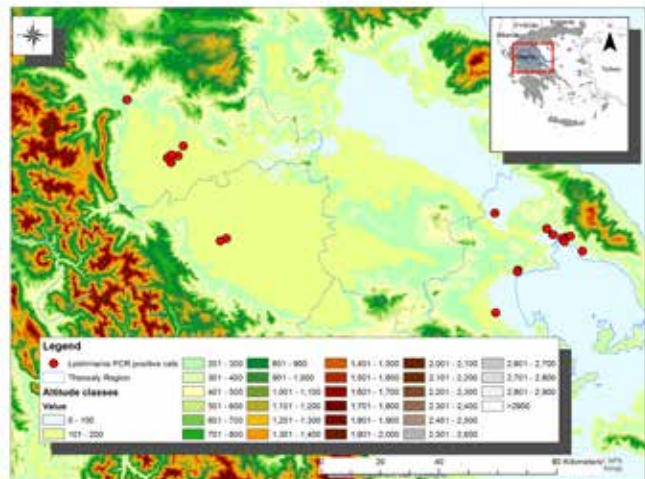 Turkey
Legend
Leishmania PCR positive cats
Thessaly Region
Altitude classes
Value
0 - 100
101 - 200
201 - 300
301 - 400
401 - 500
501 - 600
601 - 700
701 - 800
801 - 900
901 - 1,000
1,001 - 1,100
1,101 - 1,200
1,201 - 1,300
1,301 - 1,400
1,401 - 1,500
1,501 - 1,600
1,601 - 1,700
1,701 - 1,800
1,801 - 1,900
1,901 - 2,000
2,001 - 2,100
2,101 - 2,200
2,201 - 2,300
2,301 - 2,400
2,401 - 2,500
2,501 - 2,600
2,601 - 2,700
2,701 - 2,800
2,801 - 2,900
>2900
20
40
80 Kilometers